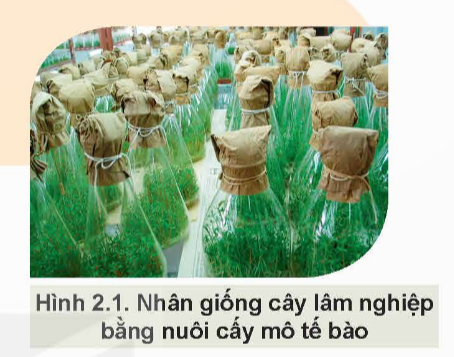 Hình 2.1. Nhân giống cây lâm nghiệp
bằng nuôi cấy mô tế bào